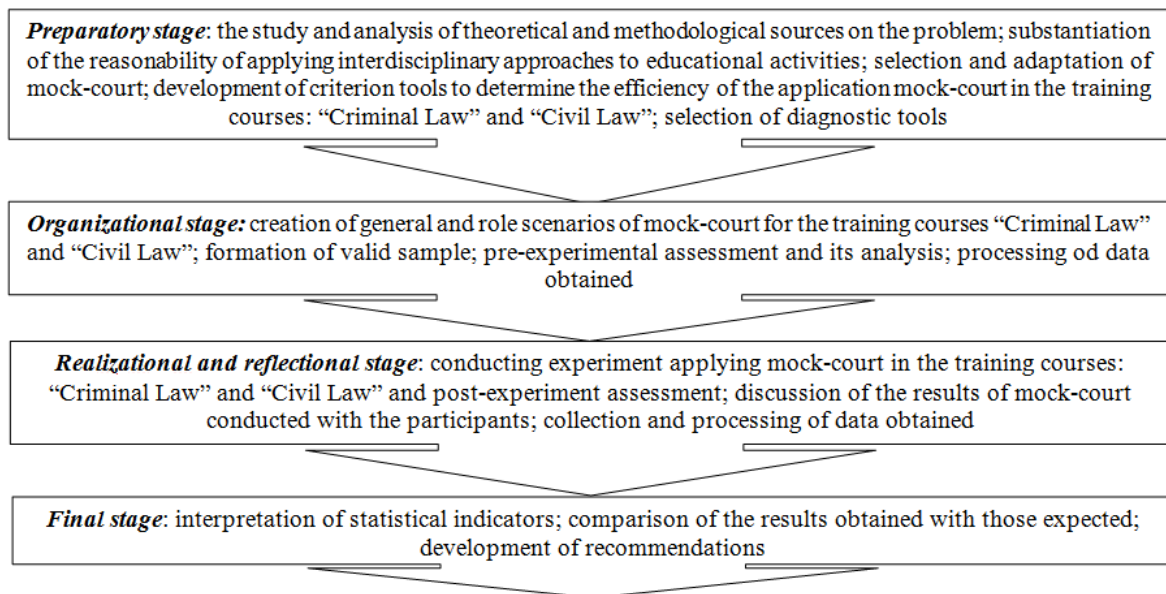 Preparatory stage: the study and analysis of theoretical and methodological sources on the problem; substantiation
of the reasonability of applying interdisciplinary approaches to educational activities; selection and adaptation of
mock-court; development of criterion tools to determine the efficiency of the application mock-court in the training
courses: “Criminal Law” and “Civil Law”; selection of diagnostic tools
Organizational stage: creation of general and role scenarios of mock-court for the training courses “Criminal Law”
and “Civil Law”; formation of valid sample; pre-experimental assessment and its analysis; processing od data
obtained
Realizational and reflectional stage: conducting experiment applying mock-court in the training courses:
“Criminal Law” and “Civil Law” and post-experiment assessment; discussion of the results of mock-court
conducted with the participants; collection and processing of data obtained
Final stage: interpretation of statistical indicators; comparison of the results obtained with those expected;
development of recommendations